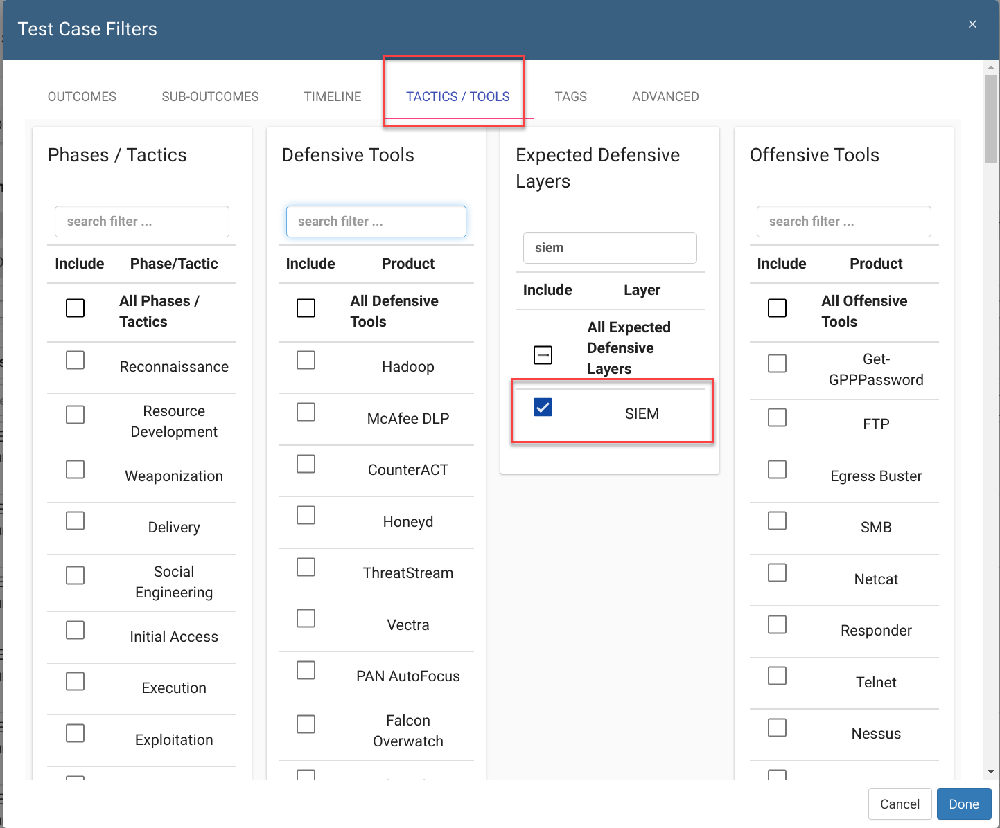 Test Case Filters
×
OUTCOMES
SUB-OUTCOMES
TIMELINE
TACTICS / TOOLS
TAGS
ADVANCED
Phases / Tactics
search filter ...
Include Phase/Tactic
All Phases /
Tactics
Reconnaissance
Resource
Development
Weaponization
Delivery
Social
Engineering
Initial Access
Execution
Exploitation
Defensive Tools
search filter ...
Include Product
All Defensive
Tools
Hadoop
McAfee DLP
CounterACT
Honeyd
ThreatStream
Vectra
PAN AutoFocus
Falcon
Overwatch
Expected Defensive
Layers
siem
Include Layer
All Expected
Defensive
Layers
SIEM
Offensive Tools
search filter ...
Include Product
All Offensive
Tools
Get-
GPPPassword
FTP
Egress Buster
SMB
Netcat
Responder
Telnet
Nessus
Cancel
Done